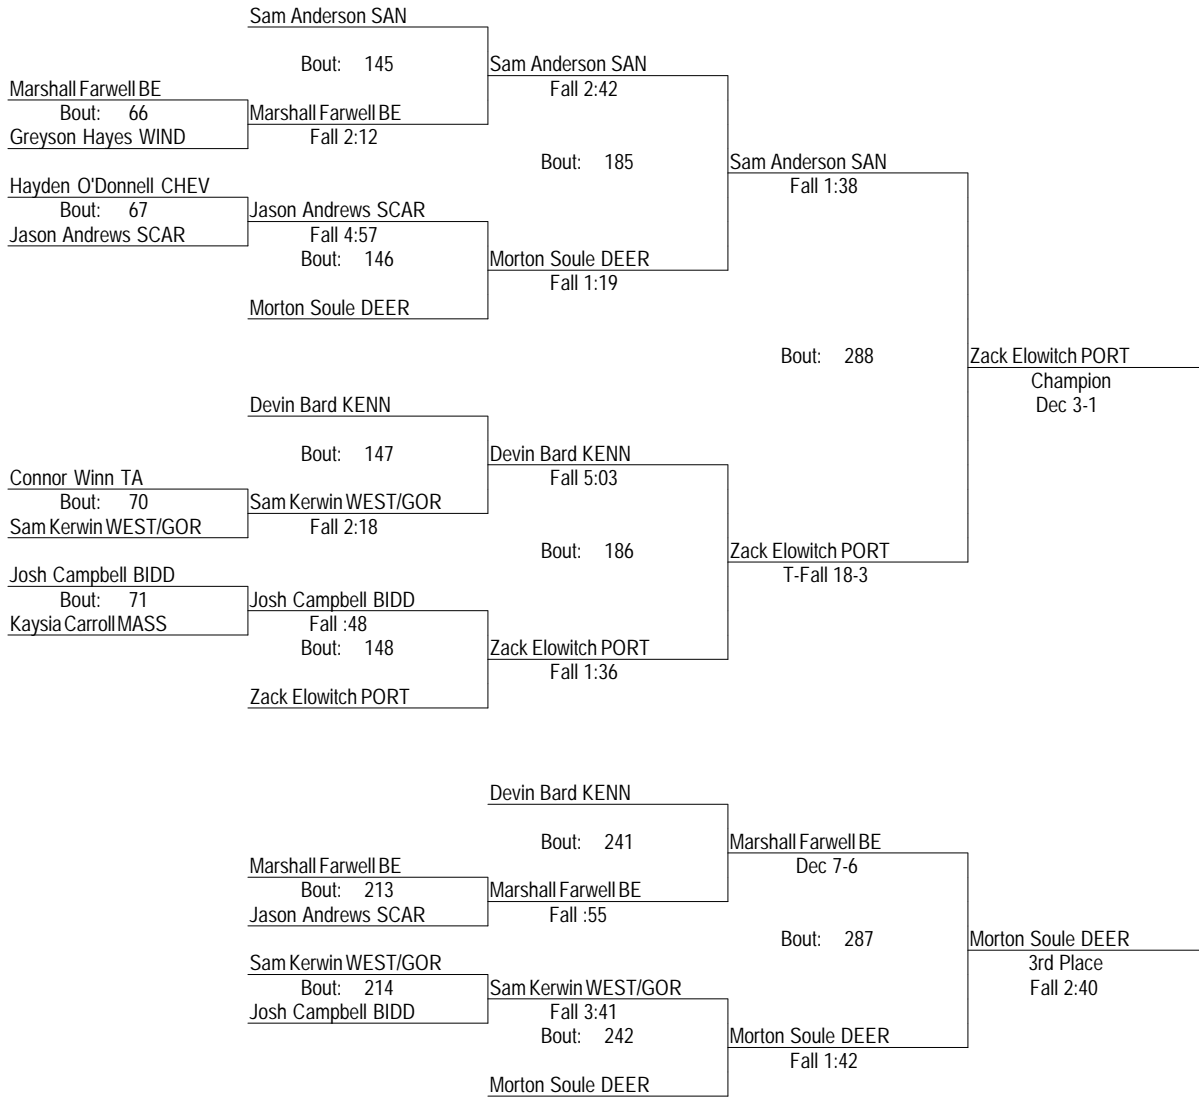 Sam Anderson SAN
Bout: 145
Sam Anderson SAN
Fall 2:42
Marshall Farwell BE
Bout: 66
Marshall Farwell BE
Fall 2:12
Greyson Hayes WIND
Bout: 185
Sam Anderson SAN
Fall 1:38
Hayden O'Donnell CHEV
Bout: 67
Jason Andrews SCAR
Jason Andrews SCAR
Fall 4:57
Bout: 146
Morton Soule DEER
Fall 1:19
Morton Soule DEER
Bout: 288
Zack Elowitch PORT
Champion
Dec 3-1
Devin Bard KENN
Bout: 147
Devin Bard KENN
Fall 5:03
Connor Winn TA
Bout: 70
Sam Kerwin WEST/GOR
Sam Kerwin WEST/GOR
Fall 2:18
Bout: 186
Zack Elowitch PORT
T-Fall 18-3
Josh Campbell BIDD
Bout: 71
Josh Campbell BIDD
Kaysia Carroll MASS
Fall :48
Bout: 148
Zack Elowitch PORT
Fall 1:36
Zack Elowitch PORT
Devin Bard KENN
Bout: 241
Marshall Farwell BE
Dec 7-6
Marshall Farwell BE
Bout: 213
Marshall Farwell BE
Jason Andrews SCAR
Fall :55
Bout: 287
Morton Soule DEER
3rd Place
Fall 2:40
Sam Kerwin WEST/GOR
Bout: 214
Sam Kerwin WEST/GOR
Josh Campbell BIDD
Fall 3:41
Bout: 242
Morton Soule DEER
Fall 1:42
Morton Soule DEER